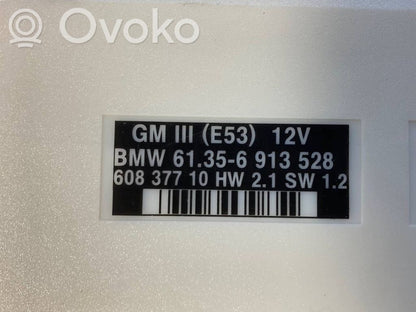 Ovoko
GM III (E53) 12V
BMW 61.35-6 913 528
608 377 10 HW 2.1 SW 1.2